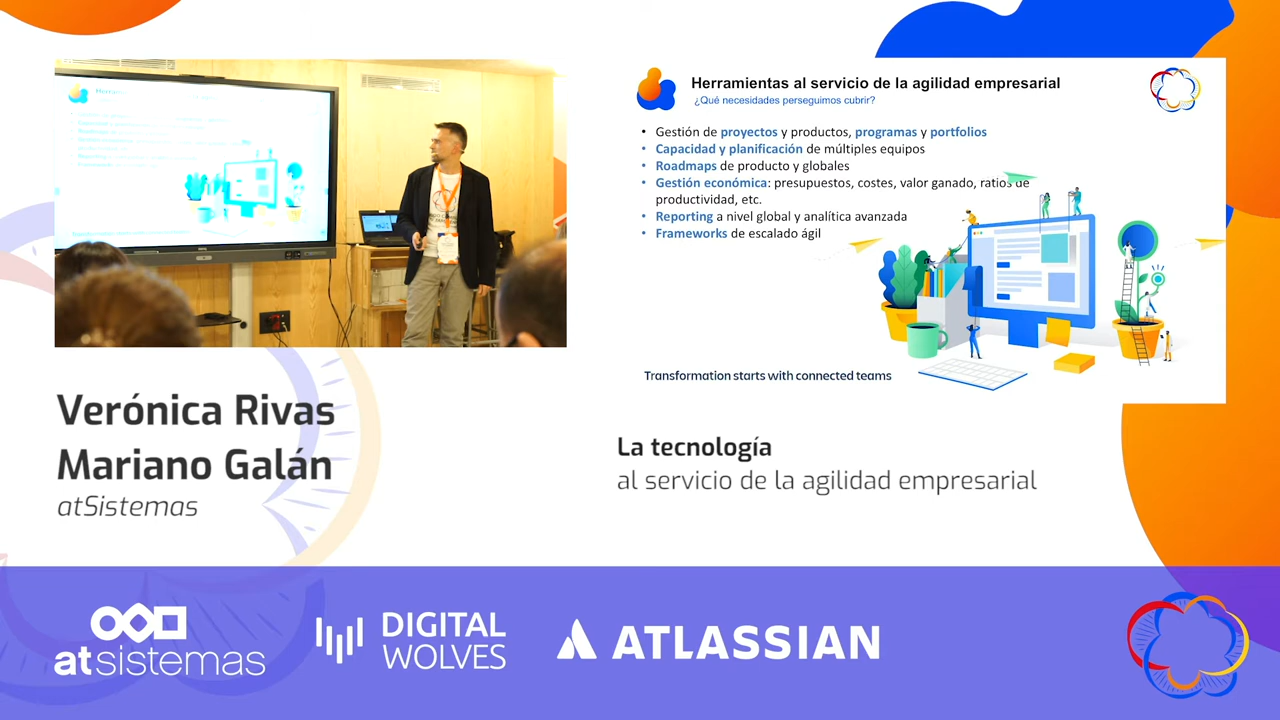 Herramientas al servicio de la agilidad empresarial
¿Qué necesidades perseguimos cubrir?
• Gestión de proyectos y productos, programas y portfolios
• Capacidad y planificación de múltiples equipos
• Roadmaps de producto y globales
• Gestión económica: presupuestos, costes, valor ganado, ratios de
productividad, etc.
• Reporting a nivel global y analítica avanzada
• Frameworks de escalado ágil
Transformation starts with connected teams
Verónica Rivas
Mariano Galán
atSistemas
La tecnología
al servicio de la agilidad empresarial
atsistemas
DIGITAL
WOLVES
ATLASSIAN